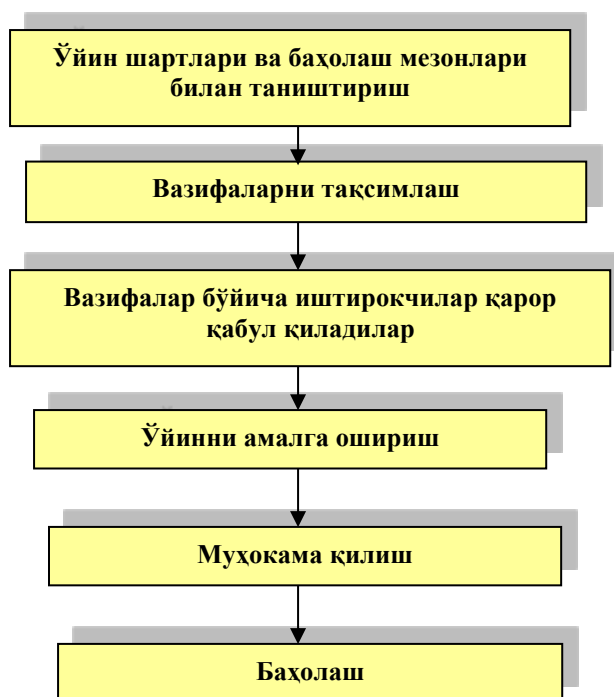 Ўйин шартлари ва баҳолаш мезонлари
билан таништириш
Вазифаларни тақсимлаш
Вазифалар бўйича иштирокчилар қарор
қабул қиладилар
Ўйинни амалга ошириш
Муҳокама қилиш
Баҳолаш